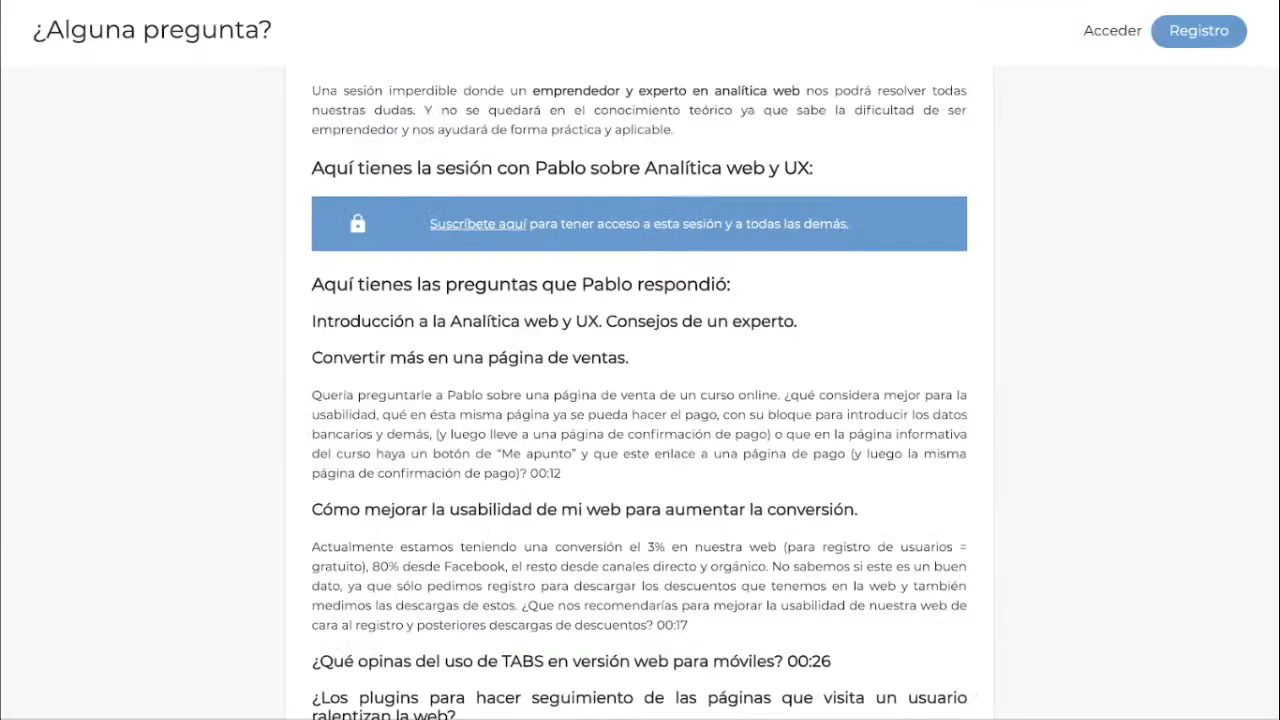 ¿Alguna pregunta?
Acceder
Registro
Una sesión imperdible donde un emprendedor y experto en analítica web nos podrá resolver todas
nuestras dudas. Y no se quedará en el conocimiento teórico ya que sabe la dificultad de ser
emprendedor y nos ayudará de forma práctica y aplicable.
Aquí tienes la sesión con Pablo sobre Analítica web y UX:
Suscríbete aquí para tener acceso a esta sesión y a todas las demás.
Aquí tienes las preguntas que Pablo respondió:
Introducción a la Analítica web y UX. Consejos de un experto.
Convertir más en una página de ventas.
Quería preguntarle a Pablo sobre una página de venta de un curso online. ¿qué considera mejor para la
usabilidad, qué en ésta misma página ya se pueda hacer el pago, con su bloque para introducir los datos
bancarios y demás, (y luego lleve a una página de confirmación de pago) o que en la página informativa
del curso haya un botón de “Me apunto” y que este enlace a una página de pago (y luego la misma
página de confirmación de pago)? 00:12
Cómo mejorar la usabilidad de mi web para aumentar la conversión.
Actualmente estamos teniendo una conversión el 3% en nuestra web (para registro de usuarios =
gratuito), 80% desde Facebook, el resto desde canales directo y orgánico. No sabemos si este es un buen
dato, ya que sólo pedimos registro para descargar los descuentos que tenemos en la web y también
medimos las descargas de estos. ¿Que nos recomendarías para mejorar la usabilidad de nuestra web de
cara al registro y posteriores descargas de descuentos? 00:17
¿Qué opinas del uso de TABS en versión web para móviles? 00:26
¿Los plugins para hacer seguimiento de las páginas que visita un usuario
ralentizan la web?